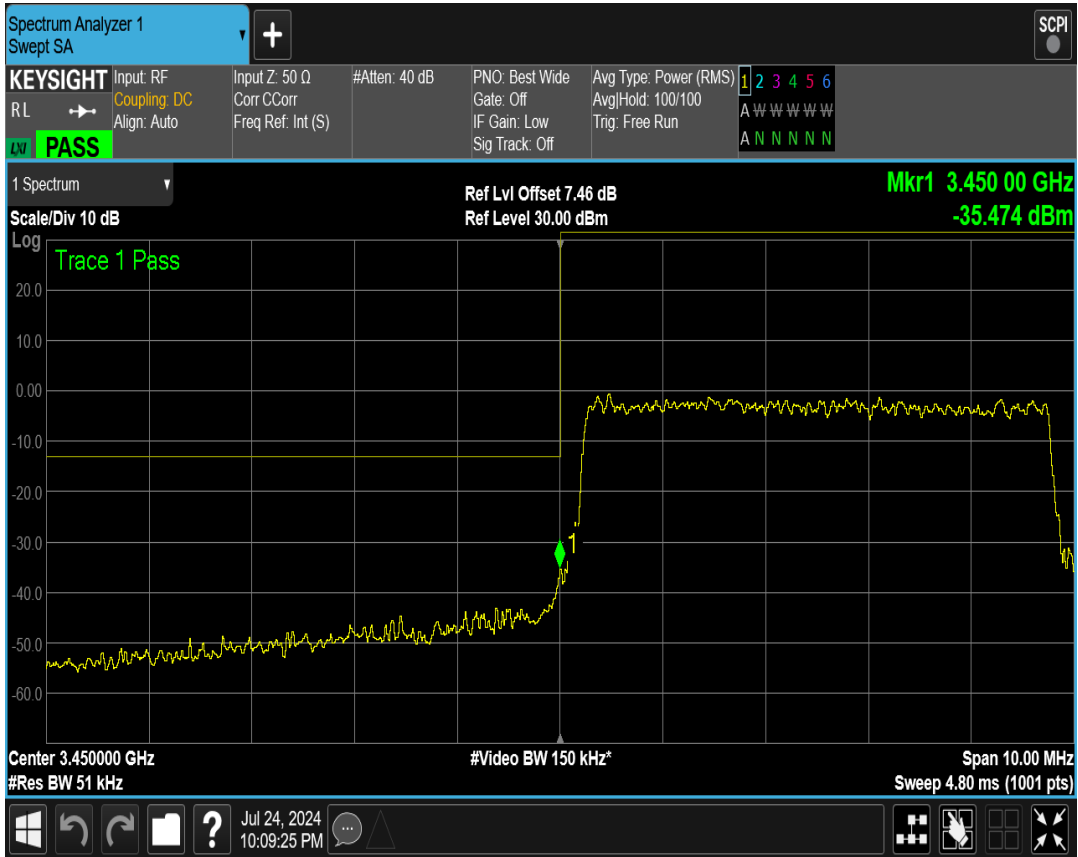 Spectrum Analyzer 1
Swept SA
+
SCPI
KEYSIGHT
R L
LXI PASS
Input: RF
Coupling: DC
Align: Auto
Input Z: 50 Ω
Corr CCorr
Freq Ref: Int (S)
#Atten: 40 dB
PNO: Best Wide
Gate: Off
IF Gain: Low
Sig Track: Off
Avg Type: Power (RMS)
Avg|Hold: 100/100
Trig: Free Run
1 2 3 4 5 6
A W W W W W
A N N N N N
1 Spectrum
Scale/Div 10 dB
Ref Lvl Offset 7.46 dB
Ref Level 30.00 dBm
Mkr1 3.450 00 GHz
-35.474 dBm
Log
Trace 1 Pass
20.0
10.0
0.00
-10.0
-20.0
-30.0
-40.0
-50.0
-60.0
1
Center 3.450000 GHz
#Video BW 150 kHz*
Span 10.00 MHz
#Res BW 51 kHz
Sweep 4.80 ms (1001 pts)
?
Jul 24, 2024
10:09:25 PM